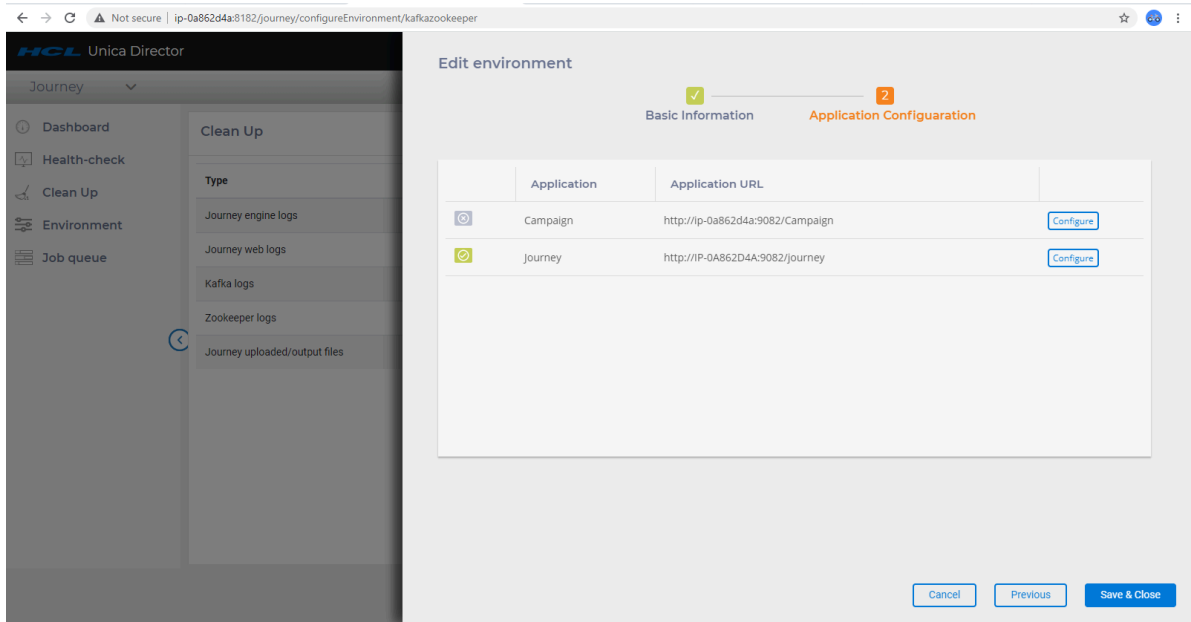 Not secure | ip-0a862d4a:8182/journey/configureEnvironment/kafkazookeeper
HCL Unica Director
Journey
Dashboard
Health-check
Clean Up
Environment
Job queue
Clean Up
Type
Journey engine logs
Journey web logs
Kafka logs
Zookeeper logs
Journey uploaded/output files
Edit environment
2
Basic Information
Application Configuaration
Application Application URL
Campaign http://ip-0a862d4a:9082/Campaign Configure
Journey http://IP-0A862D4A:9082/journey Configure
Cancel Previous Save & Close